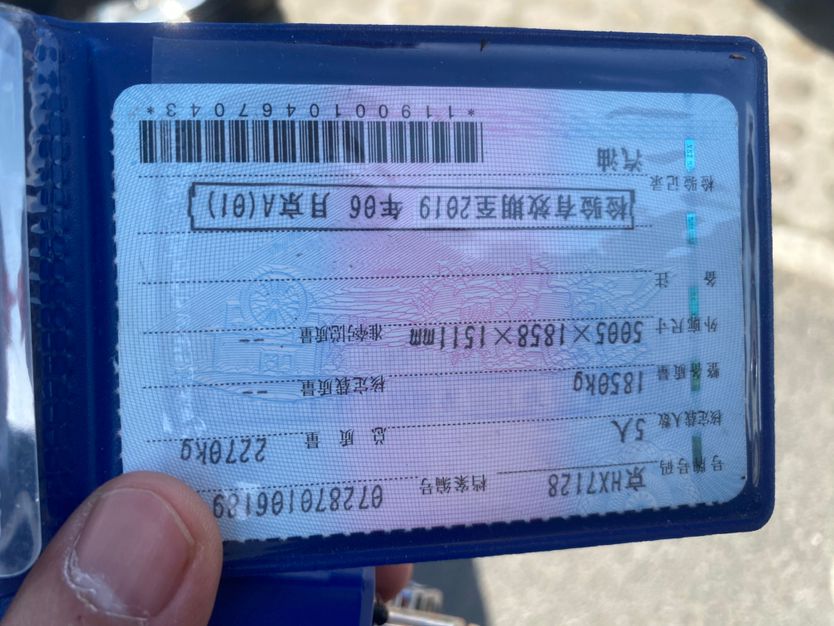 号牌号码 京HX7128 档案编号 072870106189
核定载人数 5人 总质量 2270kg
整备质量 1850kg 核定载质量 --
外廓尺寸 5005×1858×1511mm 准牵引总质量 --
备注
检验有效期至2019年06月京A(01)
检验记录
汽油
*1190010467043*